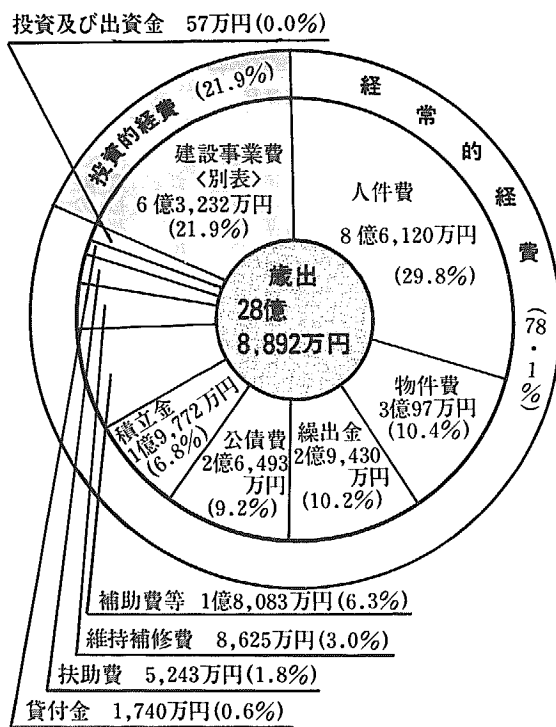 投資及び出資金 57万円(0.0%)
投資的経費(21.9%)
経常的経費(78・1%)
建設事業費
<別表>
6億3,232万円
(21.9%)
人件費
8億6,120万円
(29.8%)
歳出
28億
8,892万円
物件費
3億97万円
(10.4%)
繰出金
2億9,430
万円
(10.2%)
公債費
2億6,493
万円
(9.2%)
積立金
1億9,772万円
(6.8%)
補助費等 1億8,083万円(6.3%)
維持補修費 8,625万円(3.0%)
扶助費 5,243万円(1.8%)
貸付金 1,740万円(0.6%)